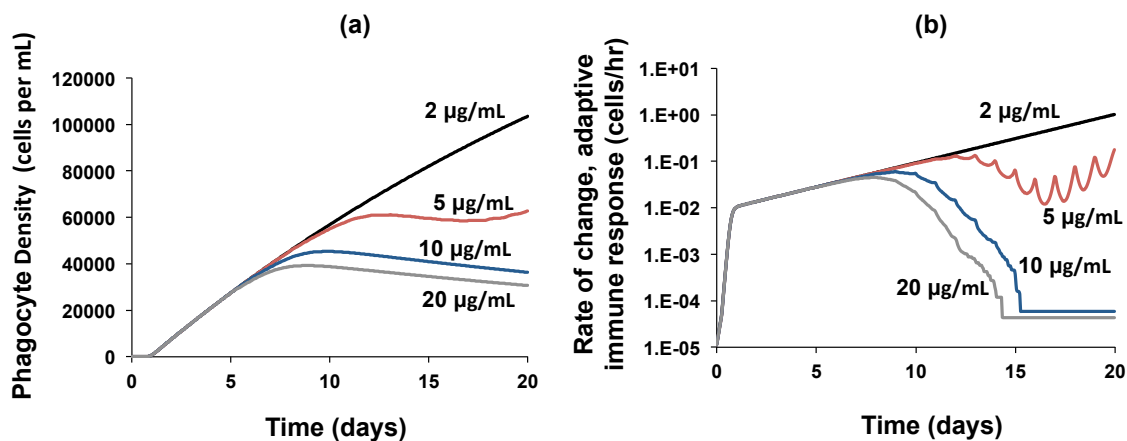 (a)
Phagocyte Density (cells per mL)
120000
100000
80000
60000
40000
20000
0
2 µg/mL
5 µg/mL
10 µg/mL
20 µg/mL
0 5 10 15 20
Time (days)
(b)
Rate of change, adaptive
immune response (cells/hr)
1.E+01
1.E+00
1.E-01
1.E-02
1.E-03
1.E-04
1.E-05
2 µg/mL
5 µg/mL
10 µg/mL
20 µg/mL
0 5 10 15 20
Time (days)